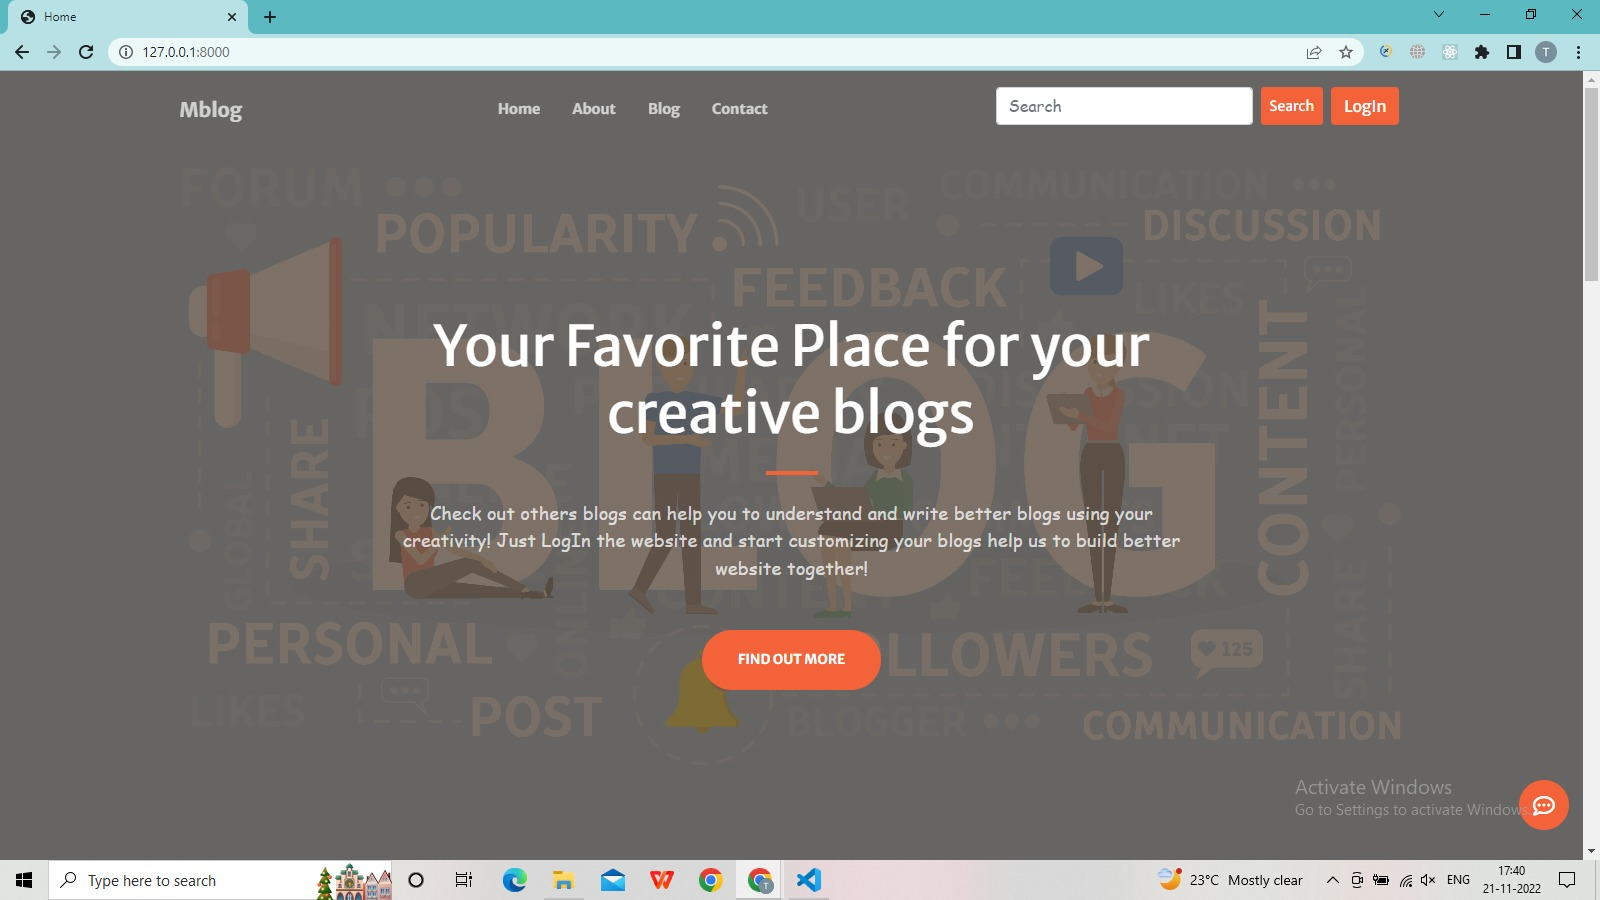 Home
127.0.0.1:8000
T
Mblog
Home
About
Blog
Contact
Search
Search
LogIn
FORUM
POPULARITY
USER
COMMUNICATION
DISCUSSION
FEEDBACK
NETWORK
LIKES
Your Favorite Place for your
creative blogs
BLOG
SHARE
GLOBAL
CONTENT
PERSONAL
SHARE
ONLINE
Check out others blogs can help you to understand and write better blogs using your
creativity! Just LogIn the website and start customizing your blogs help us to build better
website together!
FEEDBACK
CONTENT
PERSONAL
FIND OUT MORE
LLOWERS
125
LIKES
POST
BLOGGER
COMMUNICATION
Activate Windows
Go to Settings to activate Windows.
Type here to search
T
23°C Mostly clear
ENG
17:40
21-11-2022